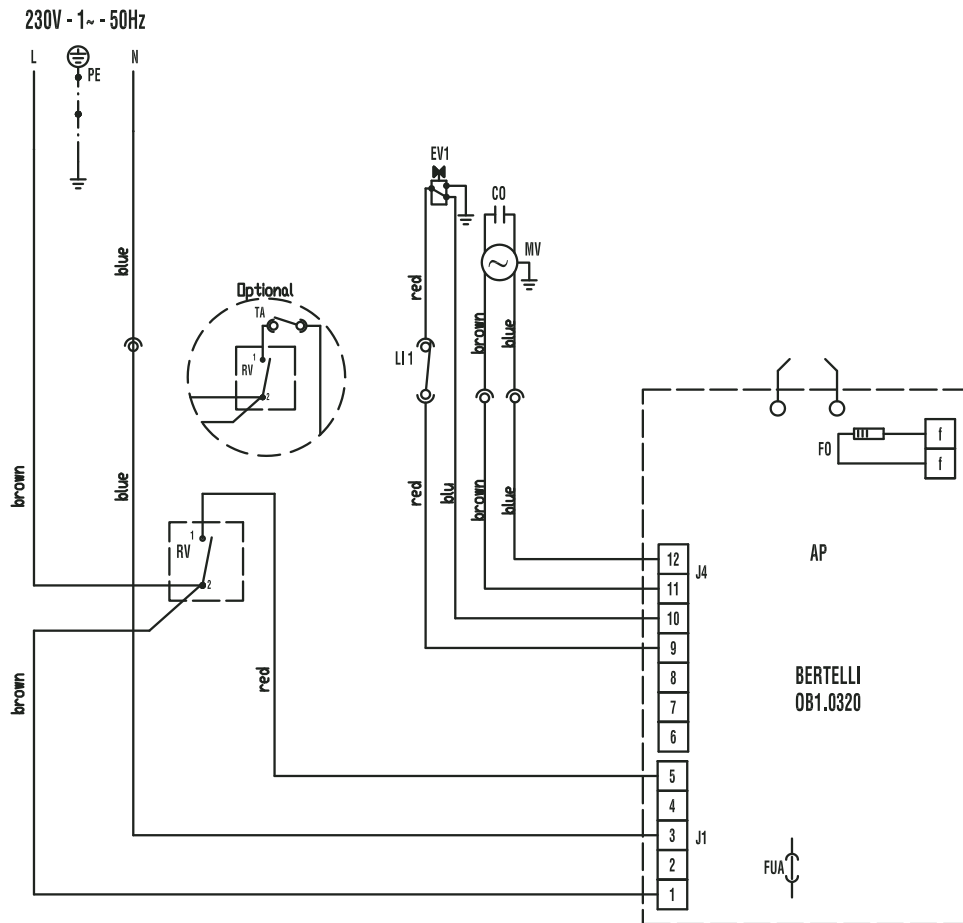 230V - 1~ - 50Hz
L
PE
N
EV1
CO
MV
blue
red
Optional
TA
brown
blue
1
RV
2
LI 1
FO
f
f
brown
blue
red
blu
brown
blue
1
RV
2
AP
12
J4
11
10
9
8
7
6
BERTELLI
OB1.0320
brown
red
5
4
3
J1
2
1
FUA